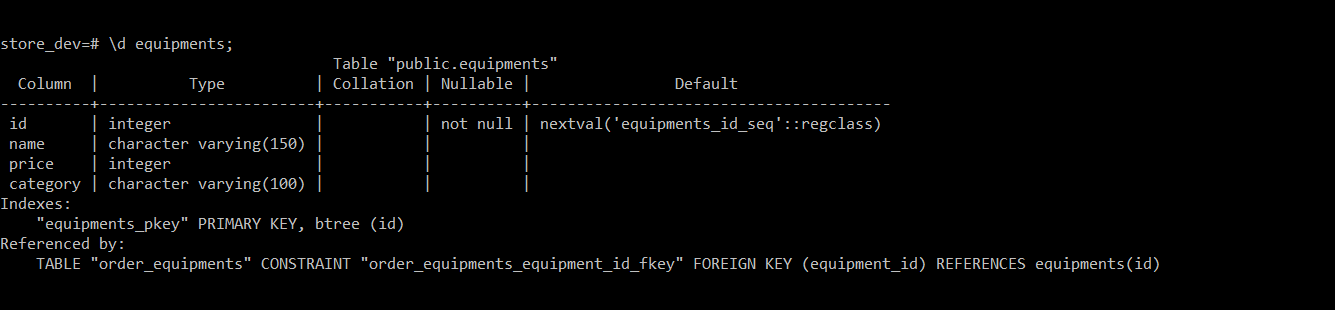 store_dev=# \d equipments;
                                     Table "public.equipments"
  Column  |          Type          | Collation | Nullable |                Default
----------+------------------------+-----------+----------+----------------------------------------
 id       | integer                |           | not null | nextval('equipments_id_seq'::regclass)
 name     | character varying(150) |           |          |
 price    | integer                |           |          |
 category | character varying(100) |           |          |
Indexes:
    "equipments_pkey" PRIMARY KEY, btree (id)
Referenced by:
    TABLE "order_equipments" CONSTRAINT "order_equipments_equipment_id_fkey" FOREIGN KEY (equipment_id) REFERENCES equipments(id)